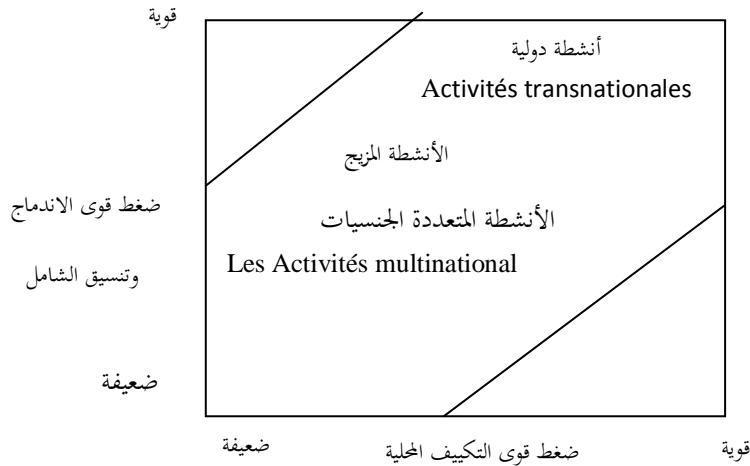 قوية
أنشطة دولية
Activités transnationales
الأنشطة المزيج
ضغط قوى الاندماج
الأنشطة المتعددة الجنسيات
Les Activités multinational
وتنسيق الشامل
ضعيفة
ضعيفة
ضغط قوى التكييف المحلية
قوية